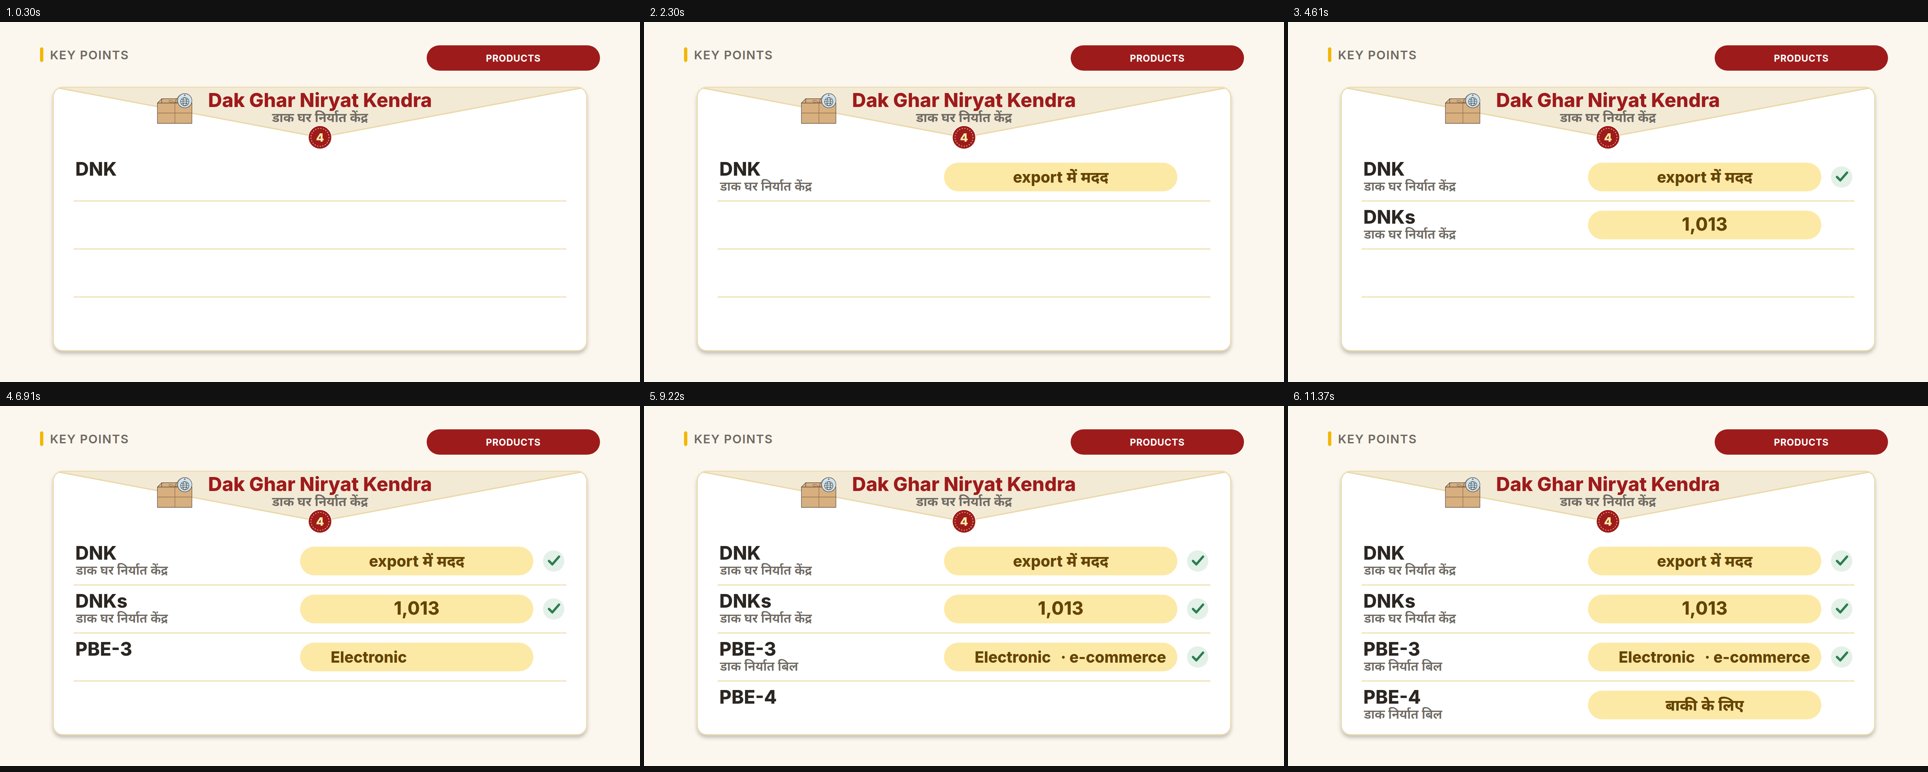 1. 0.30s
KEY POINTS
PRODUCTS
Dak Ghar Niryat Kendra
डाक घर निर्यात केंद्र
4
DNK
2. 2.30s
KEY POINTS
PRODUCTS
Dak Ghar Niryat Kendra
डाक घर निर्यात केंद्र
4
DNK
डाक घर निर्यात केंद्र
export में मदद
3. 4.61s
KEY POINTS
PRODUCTS
Dak Ghar Niryat Kendra
डाक घर निर्यात केंद्र
4
DNK
डाक घर निर्यात केंद्र
export में मदद
DNKs
डाक घर निर्यात केंद्र
1,013
4. 6.91s
KEY POINTS
PRODUCTS
Dak Ghar Niryat Kendra
डाक घर निर्यात केंद्र
4
DNK
डाक घर निर्यात केंद्र
export में मदद
DNKs
डाक घर निर्यात केंद्र
1,013
PBE-3
Electronic
5. 9.22s
KEY POINTS
PRODUCTS
Dak Ghar Niryat Kendra
डाक घर निर्यात केंद्र
4
DNK
डाक घर निर्यात केंद्र
export में मदद
DNKs
डाक घर निर्यात केंद्र
1,013
PBE-3
डाक निर्यात बिल
Electronic · e-commerce
PBE-4
6. 11.37s
KEY POINTS
PRODUCTS
Dak Ghar Niryat Kendra
डाक घर निर्यात केंद्र
4
DNK
डाक घर निर्यात केंद्र
export में मदद
DNKs
डाक घर निर्यात केंद्र
1,013
PBE-3
डाक निर्यात बिल
Electronic · e-commerce
PBE-4
डाक निर्यात बिल
बाकी के लिए